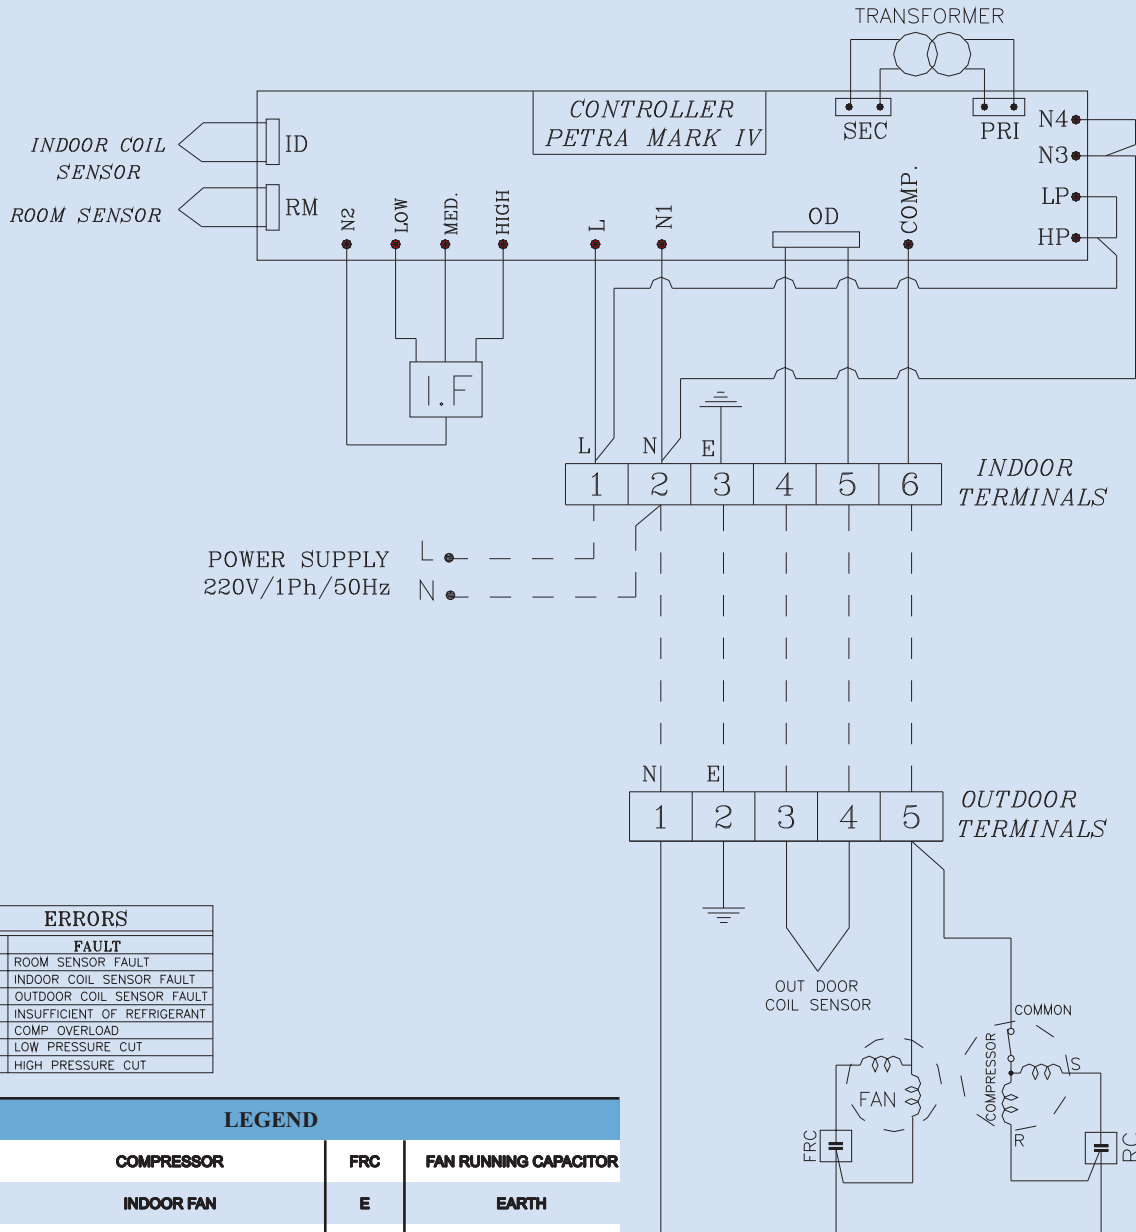 TRANSFORMER
CONTROLLER
PETRA MARK IV
SEC
PRI
N4
N3
LP
HP
INDOOR COIL
SENSOR
ID
ROOM SENSOR
RM
N2
LOW
MED.
HIGH
L
N1
OD
COMP.
I.F
L
N
E
1 2 3 4 5 6
INDOOR
TERMINALS
POWER SUPPLY
220V/1Ph/50Hz
L
N
N
E
1 2 3 4 5
OUTDOOR
TERMINALS
OUT DOOR
COIL SENSOR
COMMON
COMPRESSOR
S
R
FAN
FRC
RC
ERRORS
FAULT
ROOM SENSOR FAULT
INDOOR COIL SENSOR FAULT
OUTDOOR COIL SENSOR FAULT
INSUFFICIENT OF REFRIGERANT
COMP OVERLOAD
LOW PRESSURE CUT
HIGH PRESSURE CUT
LEGEND
COMPRESSOR FRC FAN RUNNING CAPACITOR
INDOOR FAN E EARTH